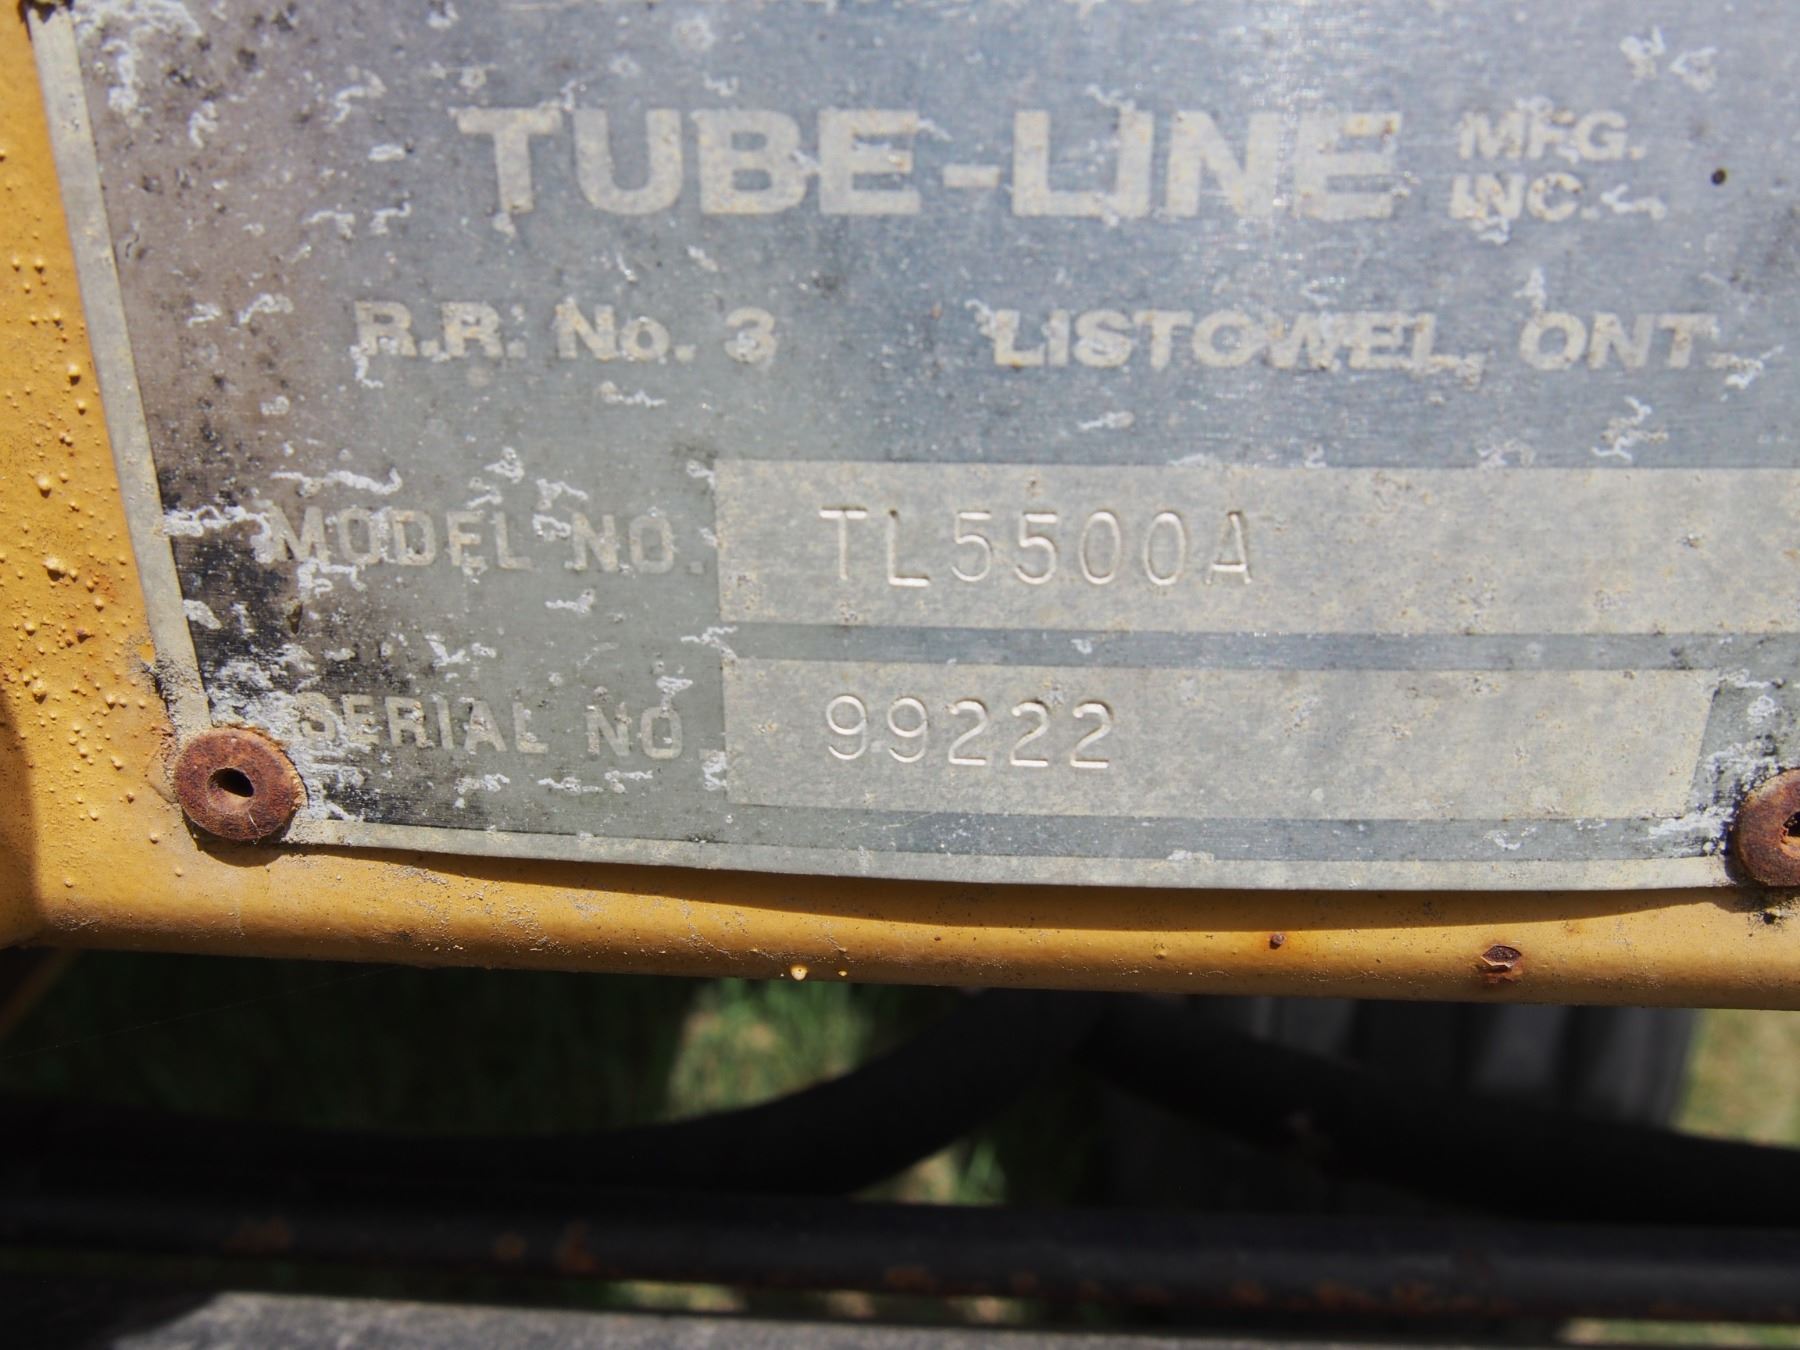 TUBE-LINE MFG. INC.
R.R. No. 3 LISTOWEL, ONT.
MODEL NO. TL5500A
SERIAL NO. 99222